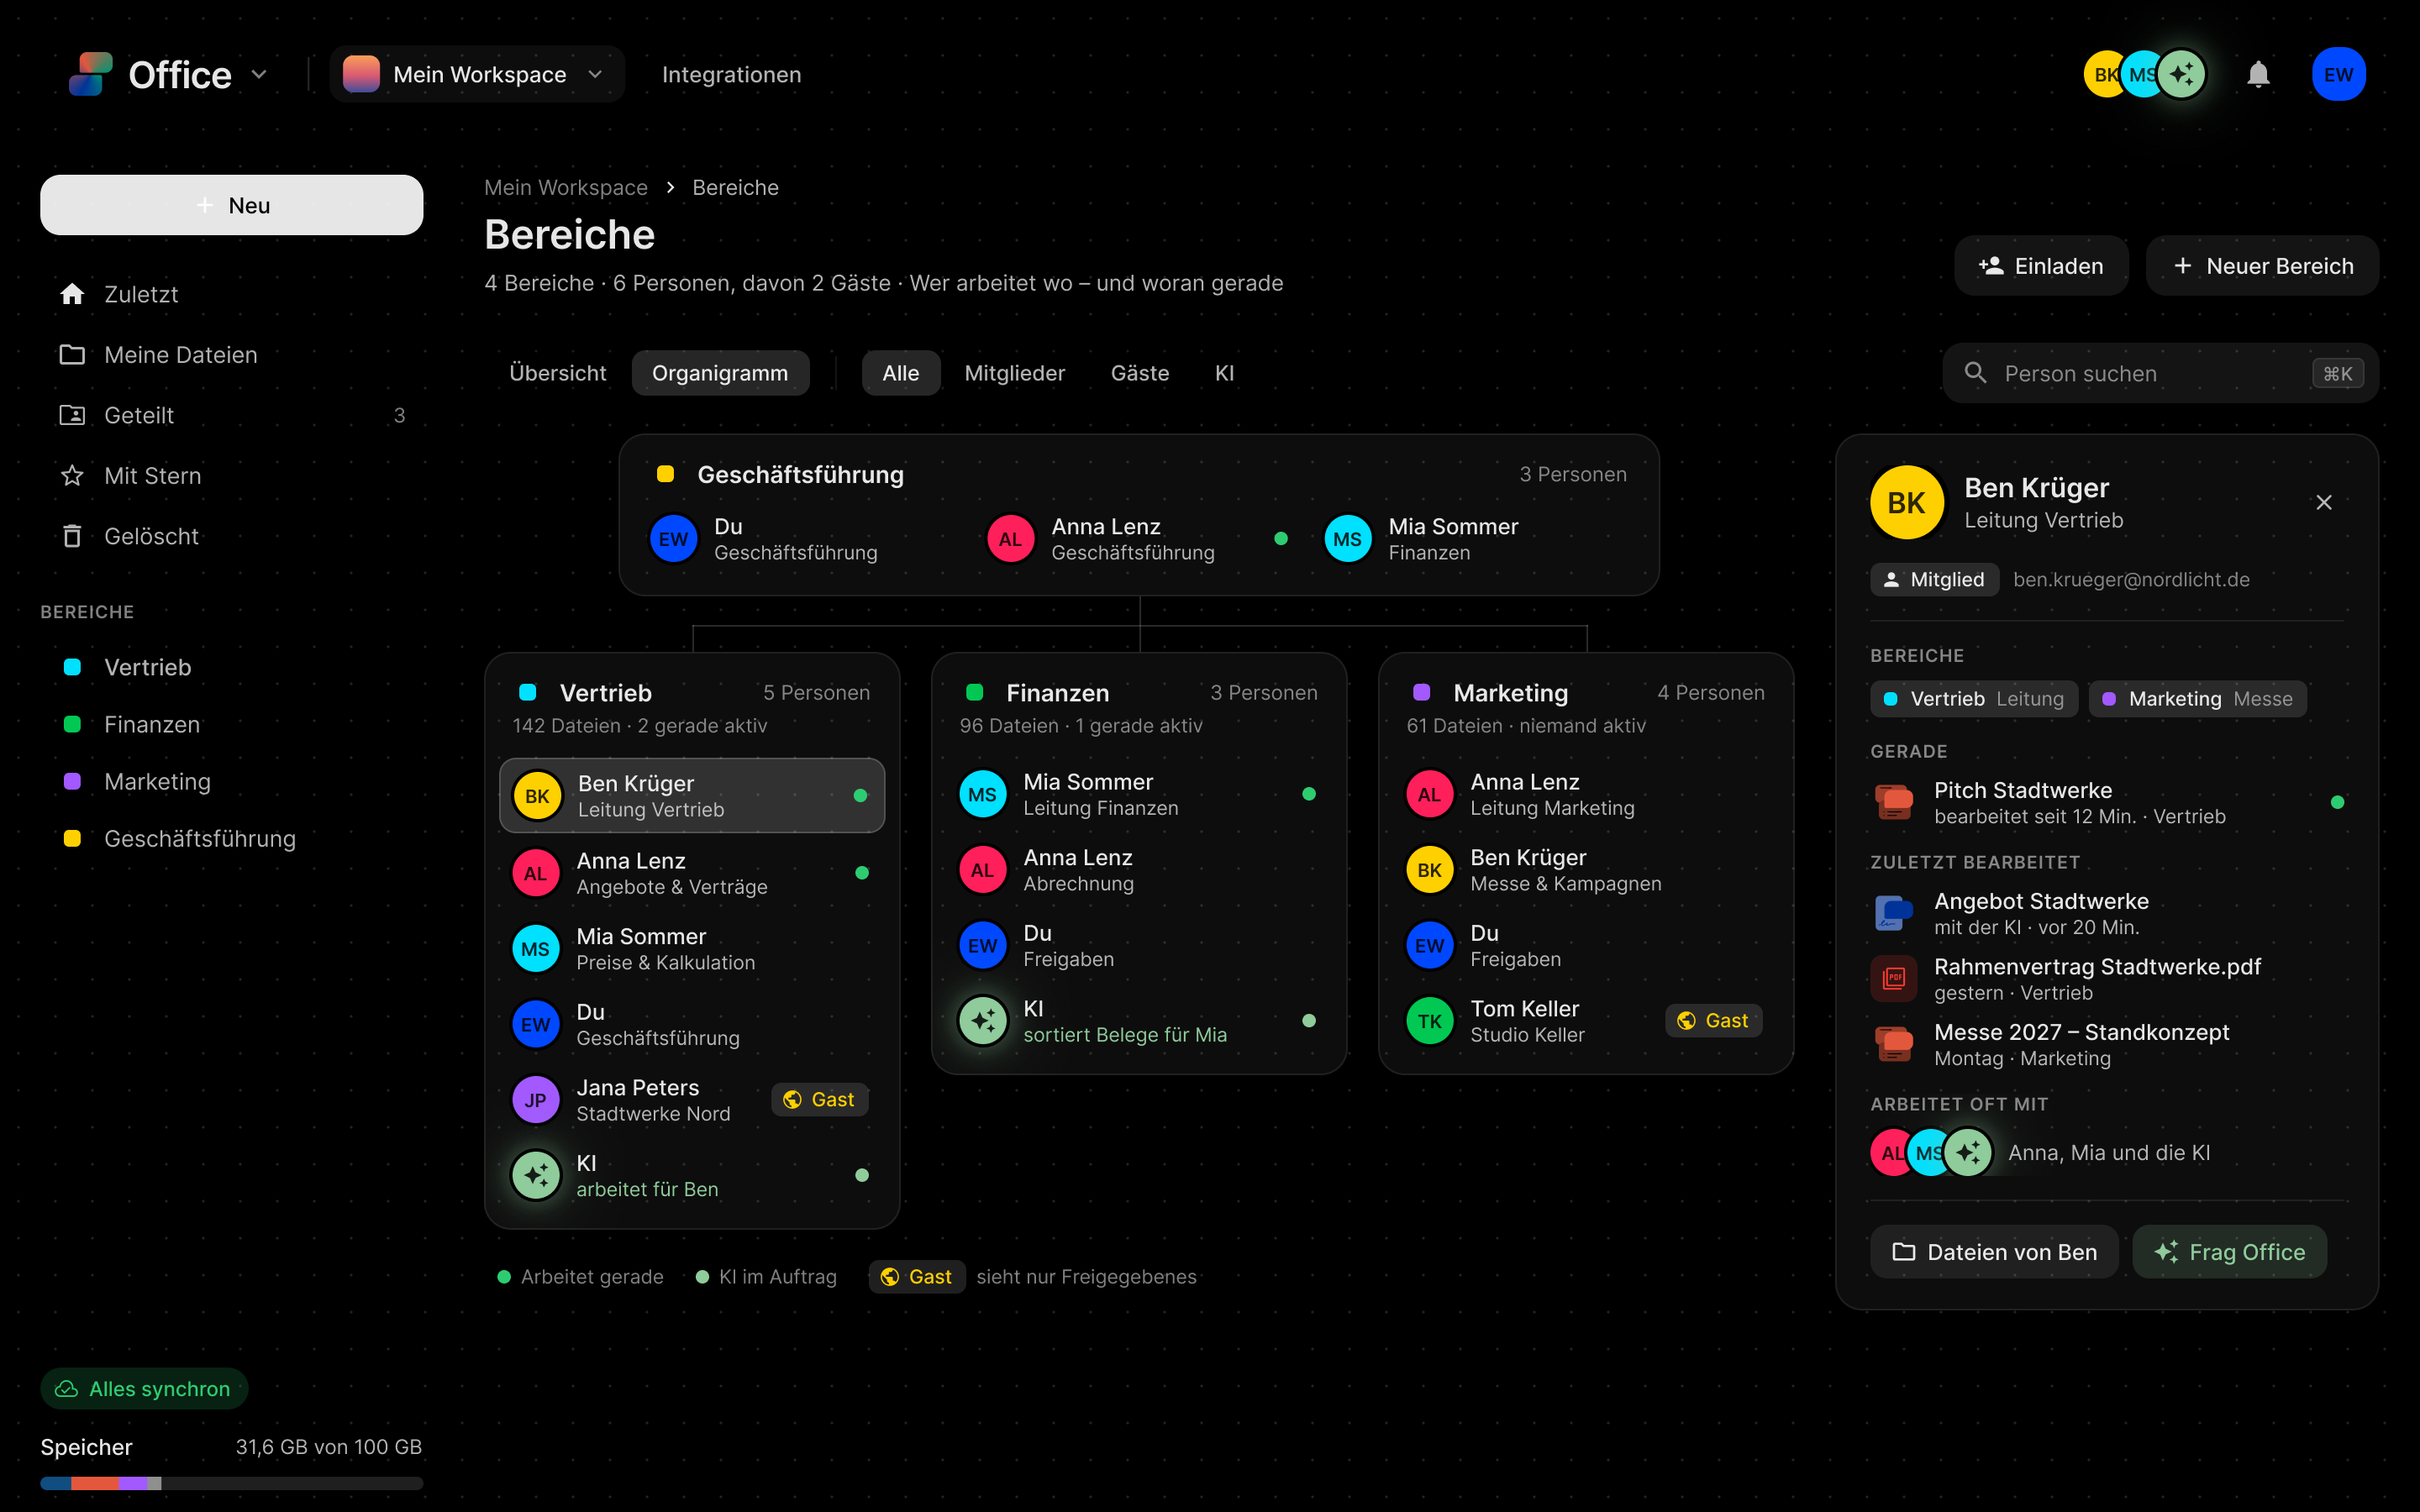 Office
Mein Workspace
Integrationen
BK
MS
EW
Neu
Zuletzt
Meine Dateien
Geteilt
3
Mit Stern
Gelöscht
BEREICHE
Vertrieb
Finanzen
Marketing
Geschäftsführung
Alles synchron
Speicher
31,6 GB von 100 GB
Mein Workspace
Bereiche
Bereiche
4 Bereiche · 6 Personen, davon 2 Gäste · Wer arbeitet wo – und woran gerade
Einladen
Neuer Bereich
Übersicht
Organigramm
Alle
Mitglieder
Gäste
KI
Person suchen
⌘K
Geschäftsführung
3 Personen
EW
Du
Geschäftsführung
AL
Anna Lenz
Geschäftsführung
MS
Mia Sommer
Finanzen
Vertrieb
5 Personen
142 Dateien · 2 gerade aktiv
BK
Ben Krüger
Leitung Vertrieb
AL
Anna Lenz
Angebote & Verträge
MS
Mia Sommer
Preise & Kalkulation
EW
Du
Geschäftsführung
JP
Jana Peters
Stadtwerke Nord
Gast
KI
arbeitet für Ben
Finanzen
3 Personen
96 Dateien · 1 gerade aktiv
MS
Mia Sommer
Leitung Finanzen
AL
Anna Lenz
Abrechnung
EW
Du
Freigaben
KI
sortiert Belege für Mia
Marketing
4 Personen
61 Dateien · niemand aktiv
AL
Anna Lenz
Leitung Marketing
BK
Ben Krüger
Messe & Kampagnen
EW
Du
Freigaben
TK
Tom Keller
Studio Keller
Gast
Arbeitet gerade
KI im Auftrag
Gast
sieht nur Freigegebenes
BK
Ben Krüger
Leitung Vertrieb
Mitglied
ben.krueger@nordlicht.de
BEREICHE
Vertrieb Leitung
Marketing Messe
GERADE
Pitch Stadtwerke
bearbeitet seit 12 Min. · Vertrieb
ZULETZT BEARBEITET
Angebot Stadtwerke
mit der KI · vor 20 Min.
PDF
Rahmenvertrag Stadtwerke.pdf
gestern · Vertrieb
Messe 2027 – Standkonzept
Montag · Marketing
ARBEITET OFT MIT
AL
MS
Anna, Mia und die KI
Dateien von Ben
Frag Office